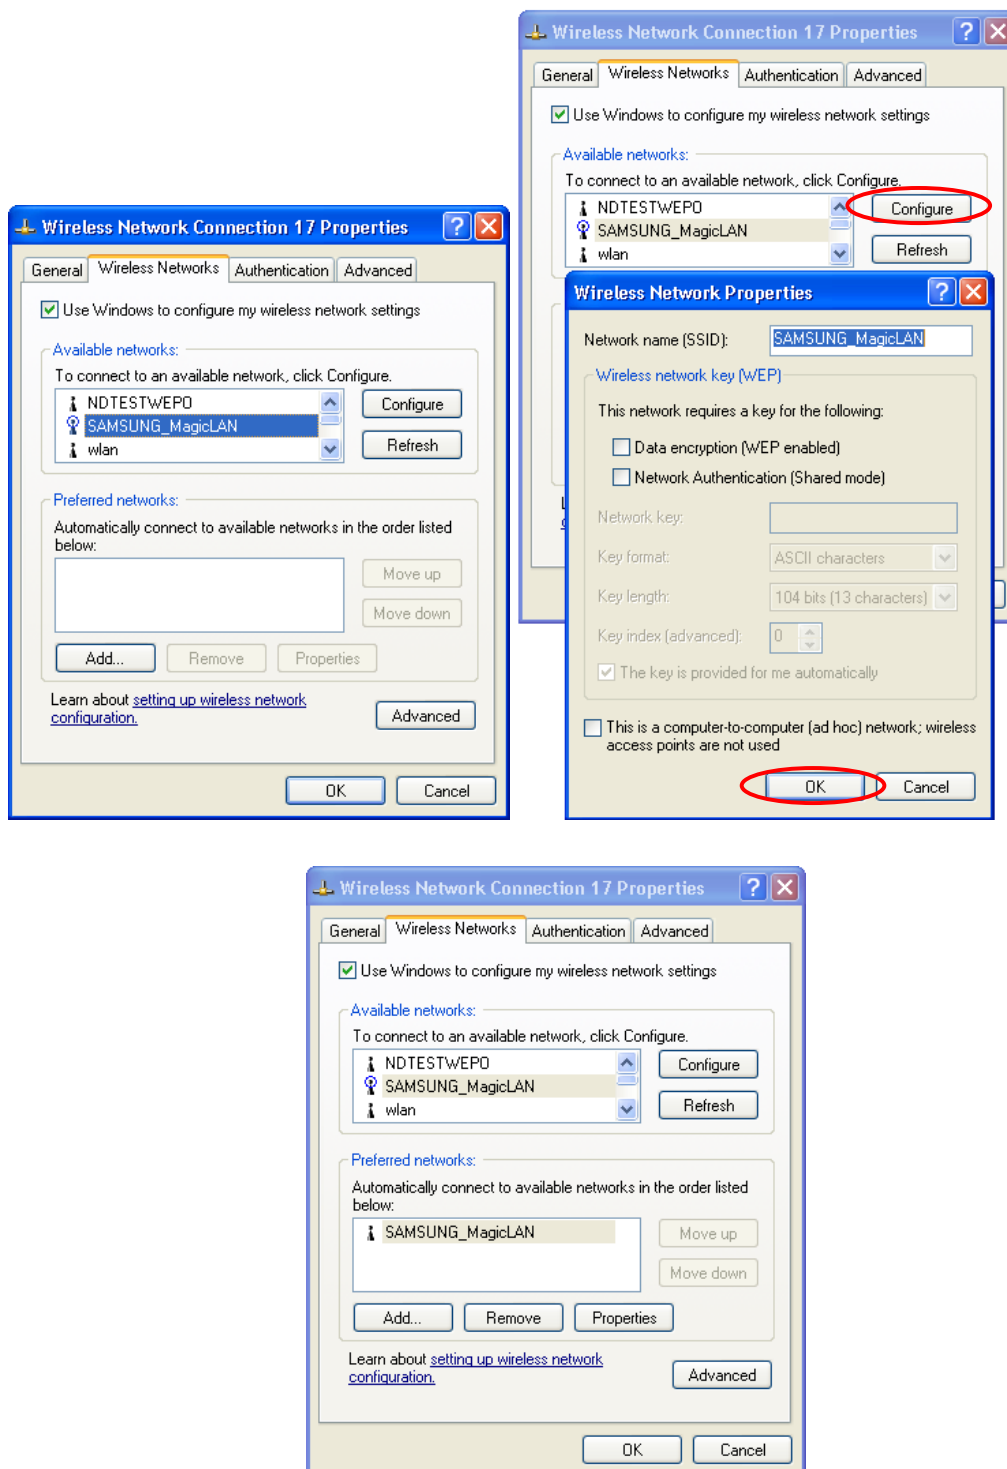 Wireless Network Connection 17 Properties
General Wireless Networks Authentication Advanced
Use Windows to configure my wireless network settings
Available networks:
To connect to an available network, click Configure.
NDTESTWEP0
SAMSUNG_MagicLAN
wlan
Configure
Refresh
Preferred networks:
Automatically connect to available networks in the order listed
below:
Move up
Move down
Add... Remove Properties
Learn about setting up wireless network
configuration.
Advanced
OK Cancel
Wireless Network Connection 17 Properties
General Wireless Networks Authentication Advanced
Use Windows to configure my wireless network settings
Available networks:
To connect to an available network, click Configure.
NDTESTWEP0
SAMSUNG_MagicLAN
wlan
Configure
Refresh
Wireless Network Properties
Network name (SSID): SAMSUNG_MagicLAN
Wireless network key (WEP)
This network requires a key for the following:
Data encryption (WEP enabled)
Network Authentication (Shared mode)
Network key:
Key format: ASCII characters
Key length: 104 bits (13 characters)
Key index (advanced): 0
The key is provided for me automatically
This is a computer-to-computer (ad hoc) network; wireless
access points are not used
OK Cancel
Wireless Network Connection 17 Properties
General Wireless Networks Authentication Advanced
Use Windows to configure my wireless network settings
Available networks:
To connect to an available network, click Configure.
NDTESTWEP0
SAMSUNG_MagicLAN
wlan
Configure
Refresh
Preferred networks:
Automatically connect to available networks in the order listed
below:
SAMSUNG_MagicLAN
Move up
Move down
Add... Remove Properties
Learn about setting up wireless network
configuration.
Advanced
OK Cancel